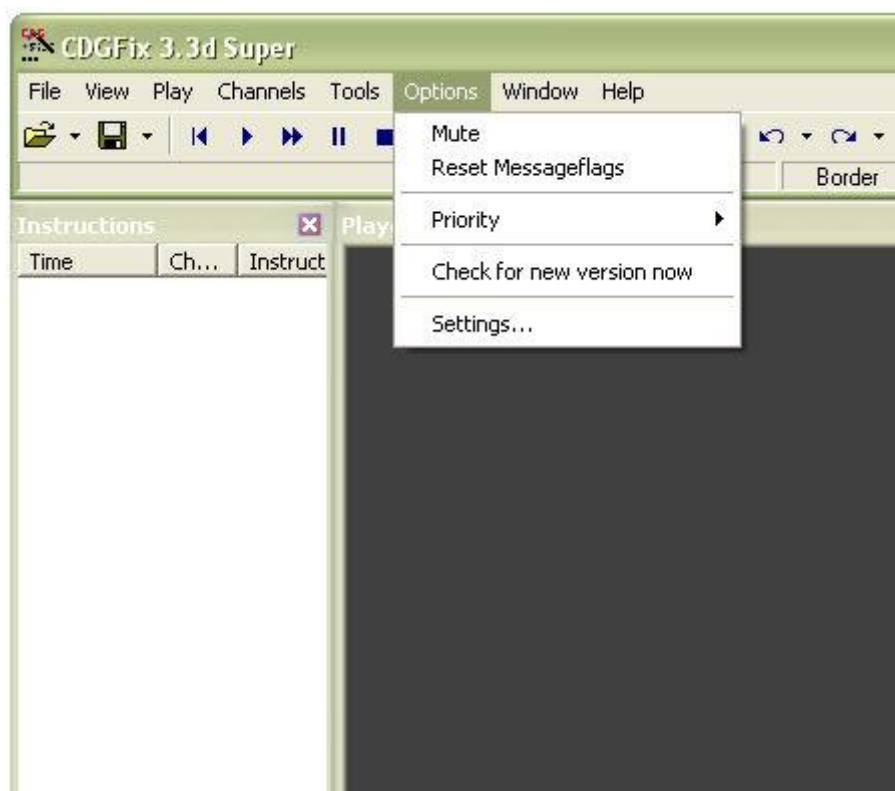 CDGFix 3.3d Super
File View Play Channels Tools Options Window Help
Mute
Reset Messageflags
Border
Priority
Check for new version now
Settings...
Instructions
Time Ch... Instruct